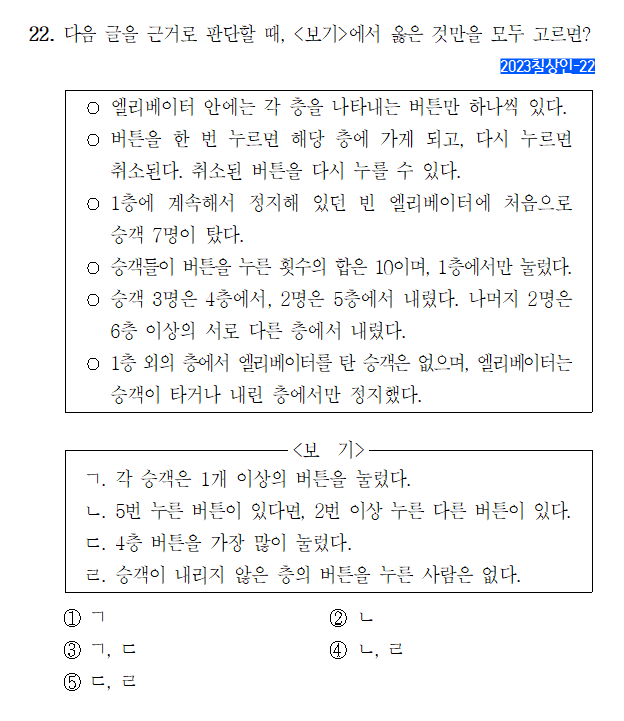 22. 다음 글을 근거로 판단할 때, <보기>에서 옳은 것만을 모두 고르면?
2023칠상인-22
○ 엘리베이터 안에는 각 층을 나타내는 버튼만 하나씩 있다.
○ 버튼을 한 번 누르면 해당 층에 가게 되고, 다시 누르면
취소된다. 취소된 버튼을 다시 누를 수 있다.
○ 1층에 계속해서 정지해 있던 빈 엘리베이터에 처음으로
승객 7명이 탔다.
○ 승객들이 버튼을 누른 횟수의 합은 10이며, 1층에서만 눌렀다.
○ 승객 3명은 4층에서, 2명은 5층에서 내렸다. 나머지 2명은
6층 이상의 서로 다른 층에서 내렸다.
○ 1층 외의 층에서 엘리베이터를 탄 승객은 없으며, 엘리베이터는
승객이 타거나 내린 층에서만 정지했다.
<보 기>
ㄱ. 각 승객은 1개 이상의 버튼을 눌렀다.
ㄴ. 5번 누른 버튼이 있다면, 2번 이상 누른 다른 버튼이 있다.
ㄷ. 4층 버튼을 가장 많이 눌렀다.
ㄹ. 승객이 내리지 않은 층의 버튼을 누른 사람은 없다.
① ㄱ ② ㄴ
③ ㄱ, ㄷ ④ ㄴ, ㄹ
⑤ ㄷ, ㄹ